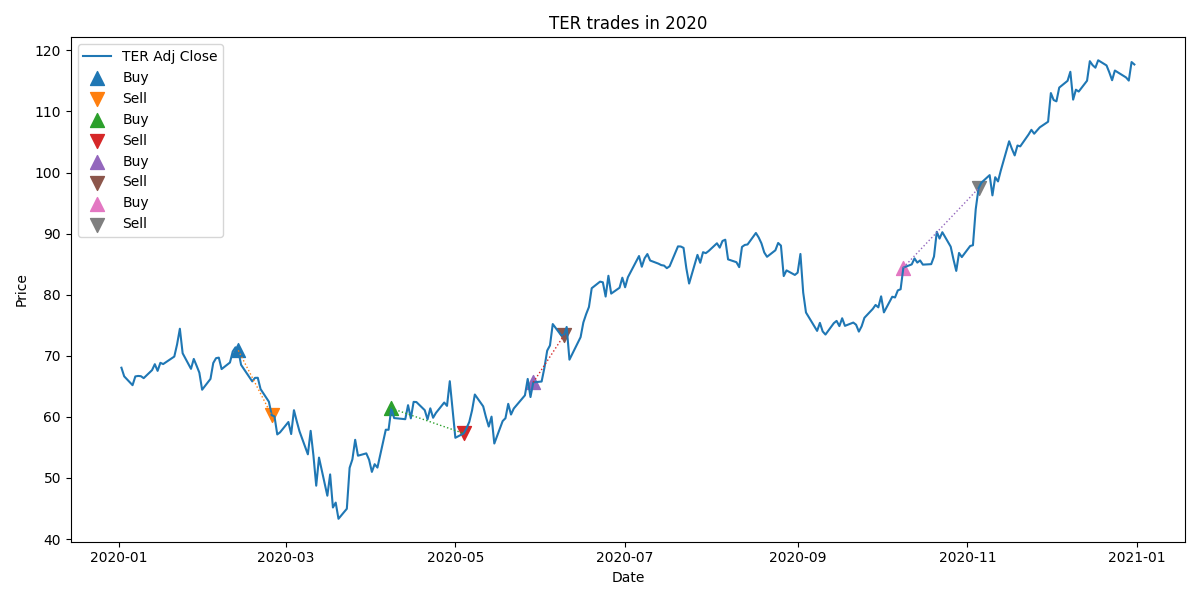 TER trades in 2020
TER Adj Close
Buy
Sell
Buy
Sell
Buy
Sell
Buy
Sell
Price
120
110
100
90
80
70
60
50
40
2020-01
2020-03
2020-05
2020-07
2020-09
2020-11
2021-01
Date